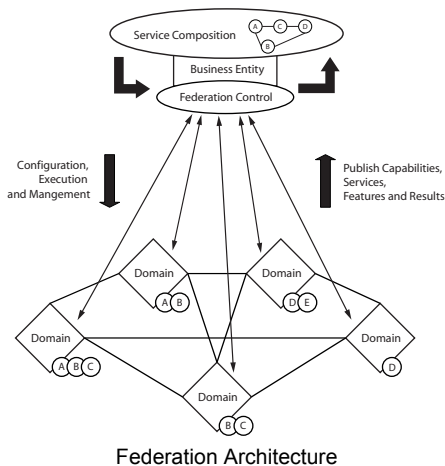 Service Composition
A C D
B
Business Entity
Federation Control
Configuration,
Execution
and Mangement
Publish Capabilities,
Services,
Features and Results
Domain
A B
Domain
D E
Domain
A B C
Domain
D
Domain
B C
Federation Architecture